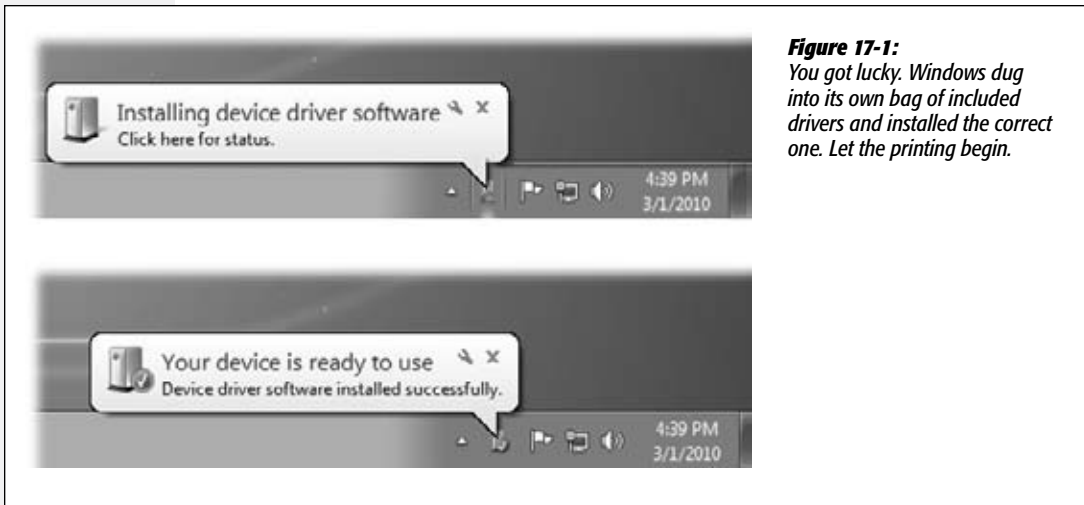 Installing device driver software
Click here for status.
4:39 PM
3/1/2010
Your device is ready to use
Device driver software installed successfully.
4:39 PM
3/1/2010
Figure 17-1:
You got lucky. Windows dug
into its own bag of included
drivers and installed the correct
one. Let the printing begin.